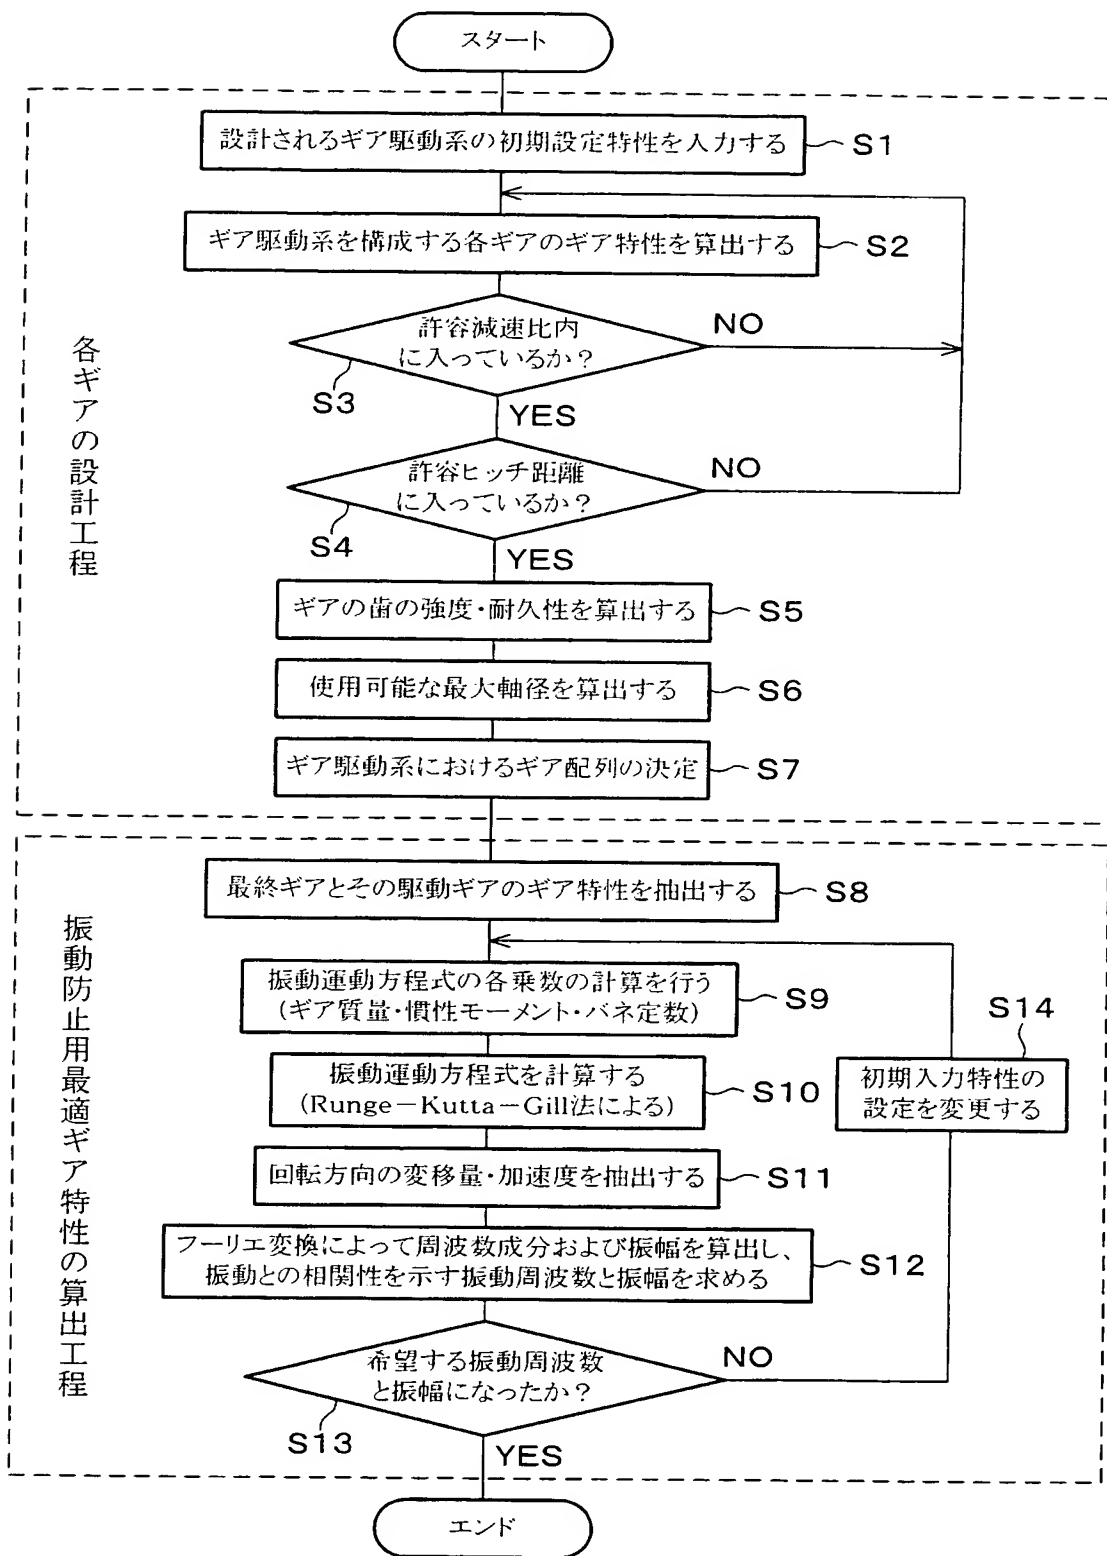 スタート
設計されるギア駆動系の初期設定特性を入力する
S1
ギア駆動系を構成する各ギアのギア特性を算出する
S2
許容減速比内
に入っているか?
NO
S3
YES
許容ヒッチ距離
に入っているか?
NO
S4
YES
ギアの歯の強度・耐久性を算出する
S5
使用可能な最大軸径を算出する
S6
ギア駆動系におけるギア配列の決定
S7
各ギアの設計工程
最終ギアとその駆動ギアのギア特性を抽出する
S8
振動運動方程式の各乗数の計算を行う
(ギア質量・慣性モーメント・バネ定数)
S9
振動運動方程式を計算する
(Runge-Kutta-Gill法による)
S10
回転方向の変移量・加速度を抽出する
S11
フーリエ変換によって周波数成分および振幅を算出し、
振動との相関性を示す振動周波数と振幅を求める
S12
希望する振動周波数
と振幅になったか?
NO
S13
YES
S14
初期入力特性の
設定を変更する
振動防止用最適ギア特性の算出工程
エンド